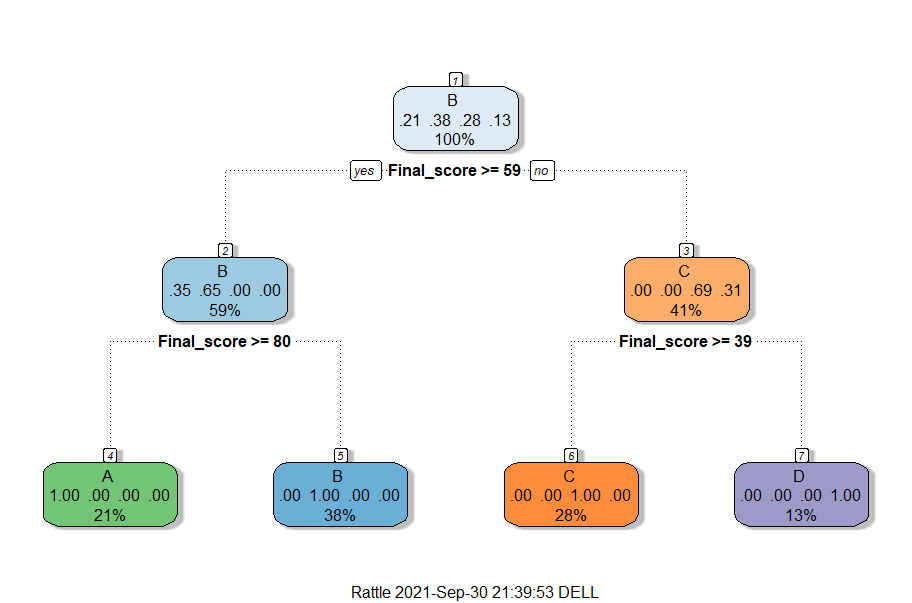 1
B
.21 .38 .28 .13
100%
yes Final_score >= 59 no
2
B
.35 .65 .00 .00
59%
3
C
.00 .00 .69 .31
41%
Final_score >= 80
Final_score >= 39
4
A
1.00 .00 .00 .00
21%
5
B
.00 1.00 .00 .00
38%
6
C
.00 .00 1.00 .00
28%
7
D
.00 .00 .00 1.00
13%
Rattle 2021-Sep-30 21:39:53 DELL